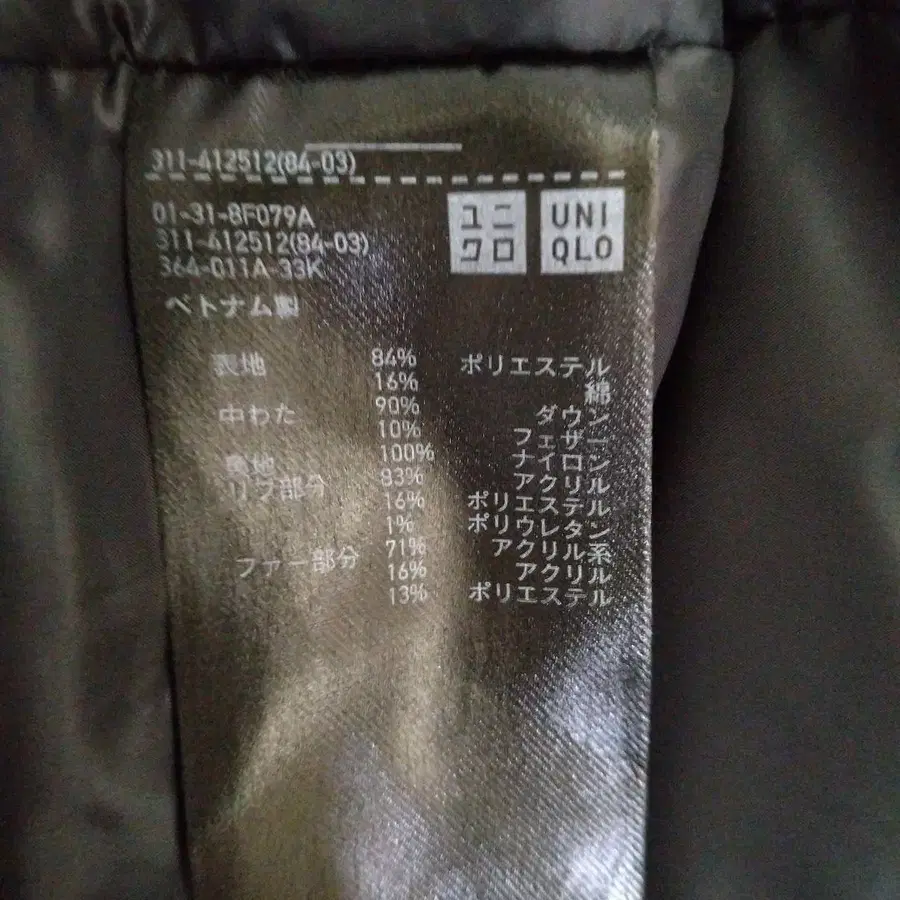 311-412512(84-03)
01-31-8F079A
311-412512(84-03)
364-011A-33K
ユニ
クロ
UNI
QLO
ベトナム製
表地 84% ポリエステル
16% 綿
中わた 90% ダウン
10% フェザー
裏地 100% ナイロン
リブ部分 83% アクリル
16% ポリエステル
1% ポリウレタン
ファー部分 71% アクリル系
16% アクリル
13% ポリエステル